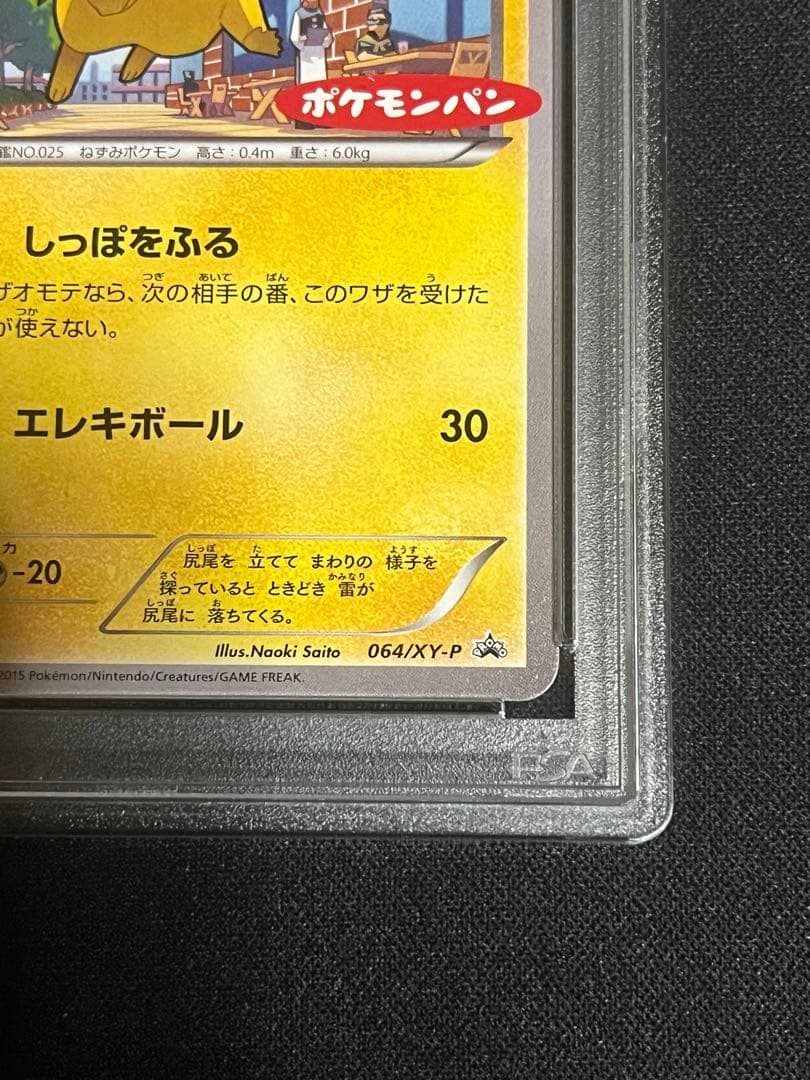 ポケモンパン
鑑NO.025 ねずみポケモン 高さ:0.4m 重さ:6.0kg
しっぽをふる
ザオモテなら、次の相手の番、このワザを受けた
が使えない。
エレキボール 30
カ
-20
尻尾を 立てて まわりの 様子を
探っていると ときどき 雷が
尻尾に 落ちてくる。
Illus.Naoki Saito 064/XY-P
2015 Pokémon/Nintendo/Creatures/GAME FREAK.
PSA